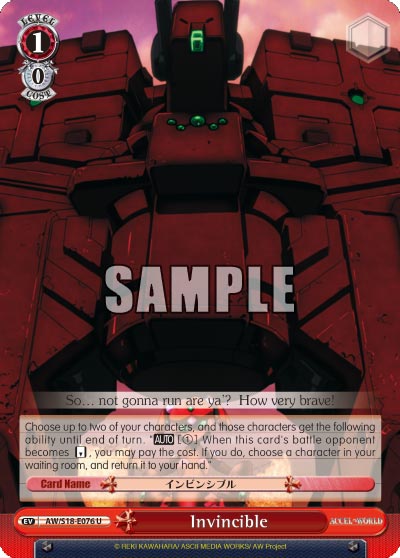 LEVEL
1
0
COST
SAMPLE
So… not gonna run are ya'? How very brave!
Choose up to two of your characters, and those characters get the following
ability until end of turn. "AUTO [①] When this card's battle opponent
becomes , you may pay the cost. If you do, choose a character in your
waiting room, and return it to your hand."
Card Name インビンシブル
EV AW/S18-E076 U Invincible ACCEL WORLD
© REKI KAWAHARA/ ASCII MEDIA WORKS/ AW Project